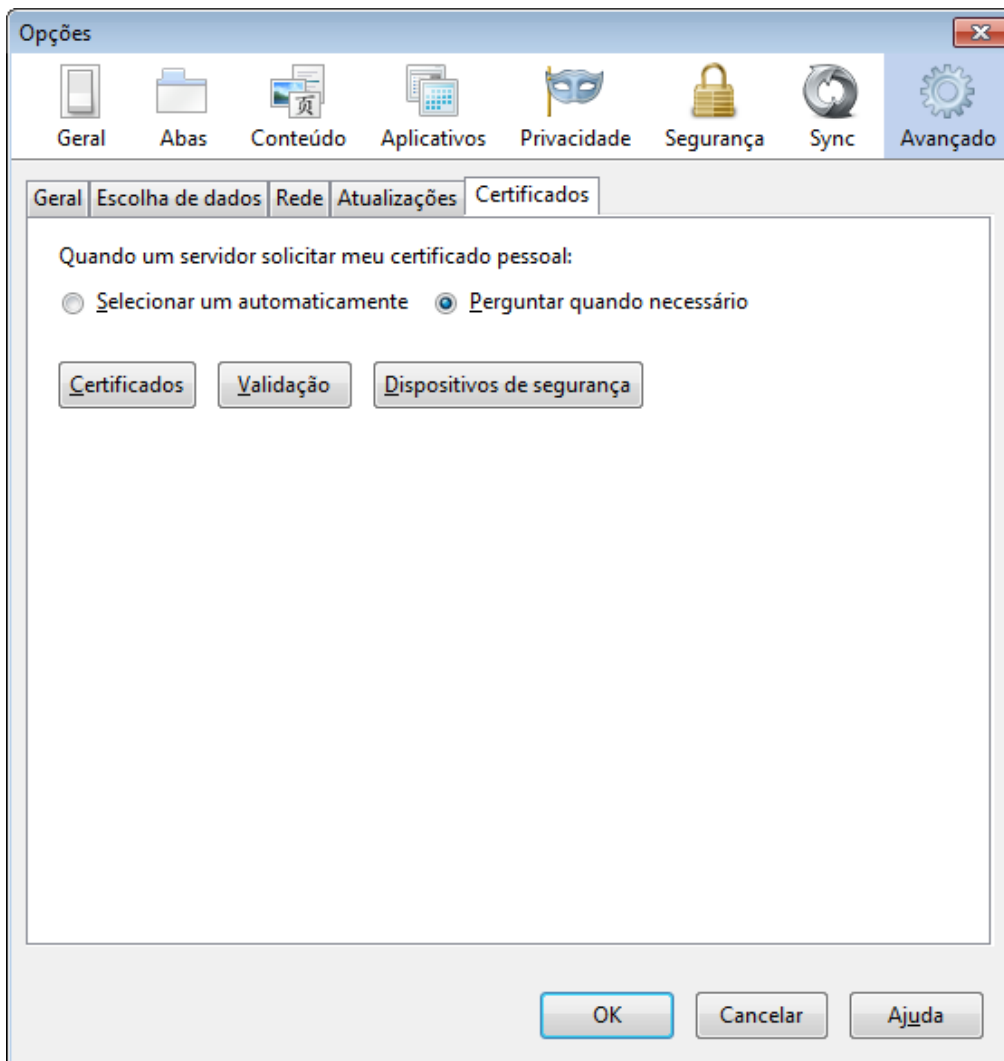 Opções
Geral Abas Conteúdo Aplicativos Privacidade Segurança Sync Avançado
Geral Escolha de dados Rede Atualizações Certificados
Quando um servidor solicitar meu certificado pessoal:
Selecionar um automaticamente Perguntar quando necessário
Certificados Validação Dispositivos de segurança
OK Cancelar Ajuda